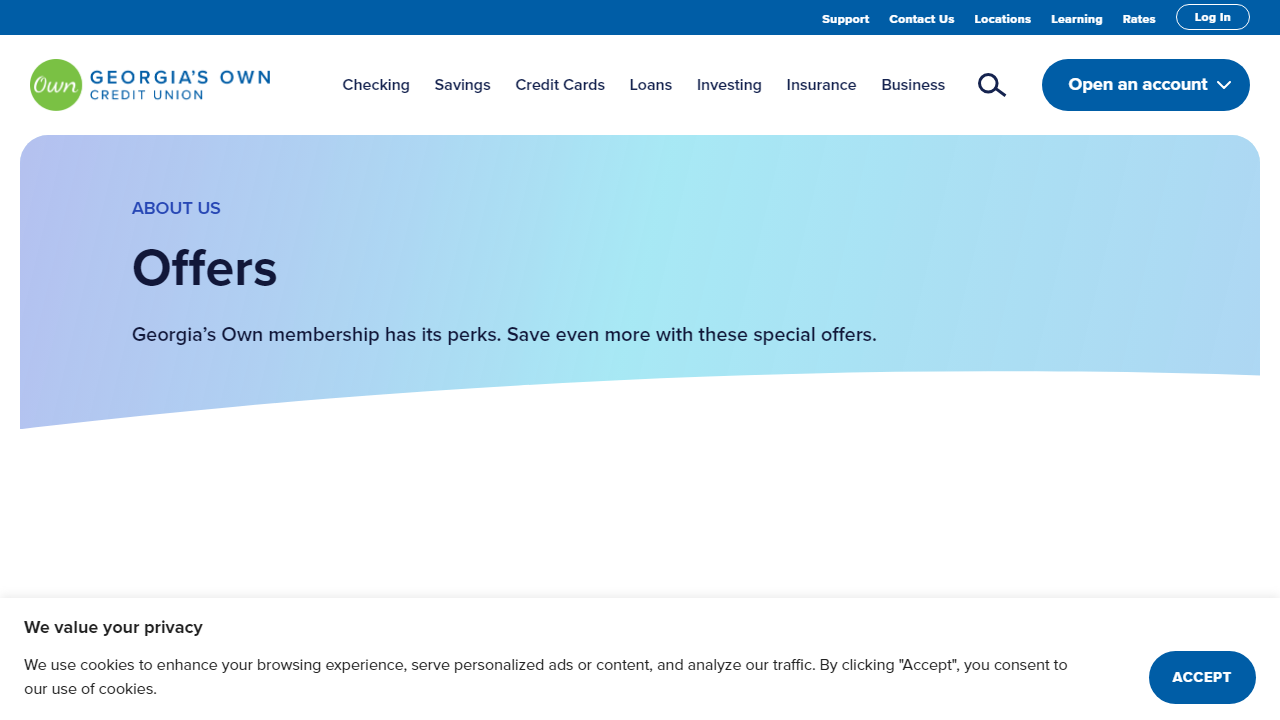 Support Contact Us Locations Learning Rates Log In
Own GEORGIA'S OWN
CREDIT UNION
Checking Savings Credit Cards Loans Investing Insurance Business Open an account
ABOUT US
Offers
Georgia’s Own membership has its perks. Save even more with these special offers.
We value your privacy
We use cookies to enhance your browsing experience, serve personalized ads or content, and analyze our traffic. By clicking "Accept", you consent to
our use of cookies.
ACCEPT